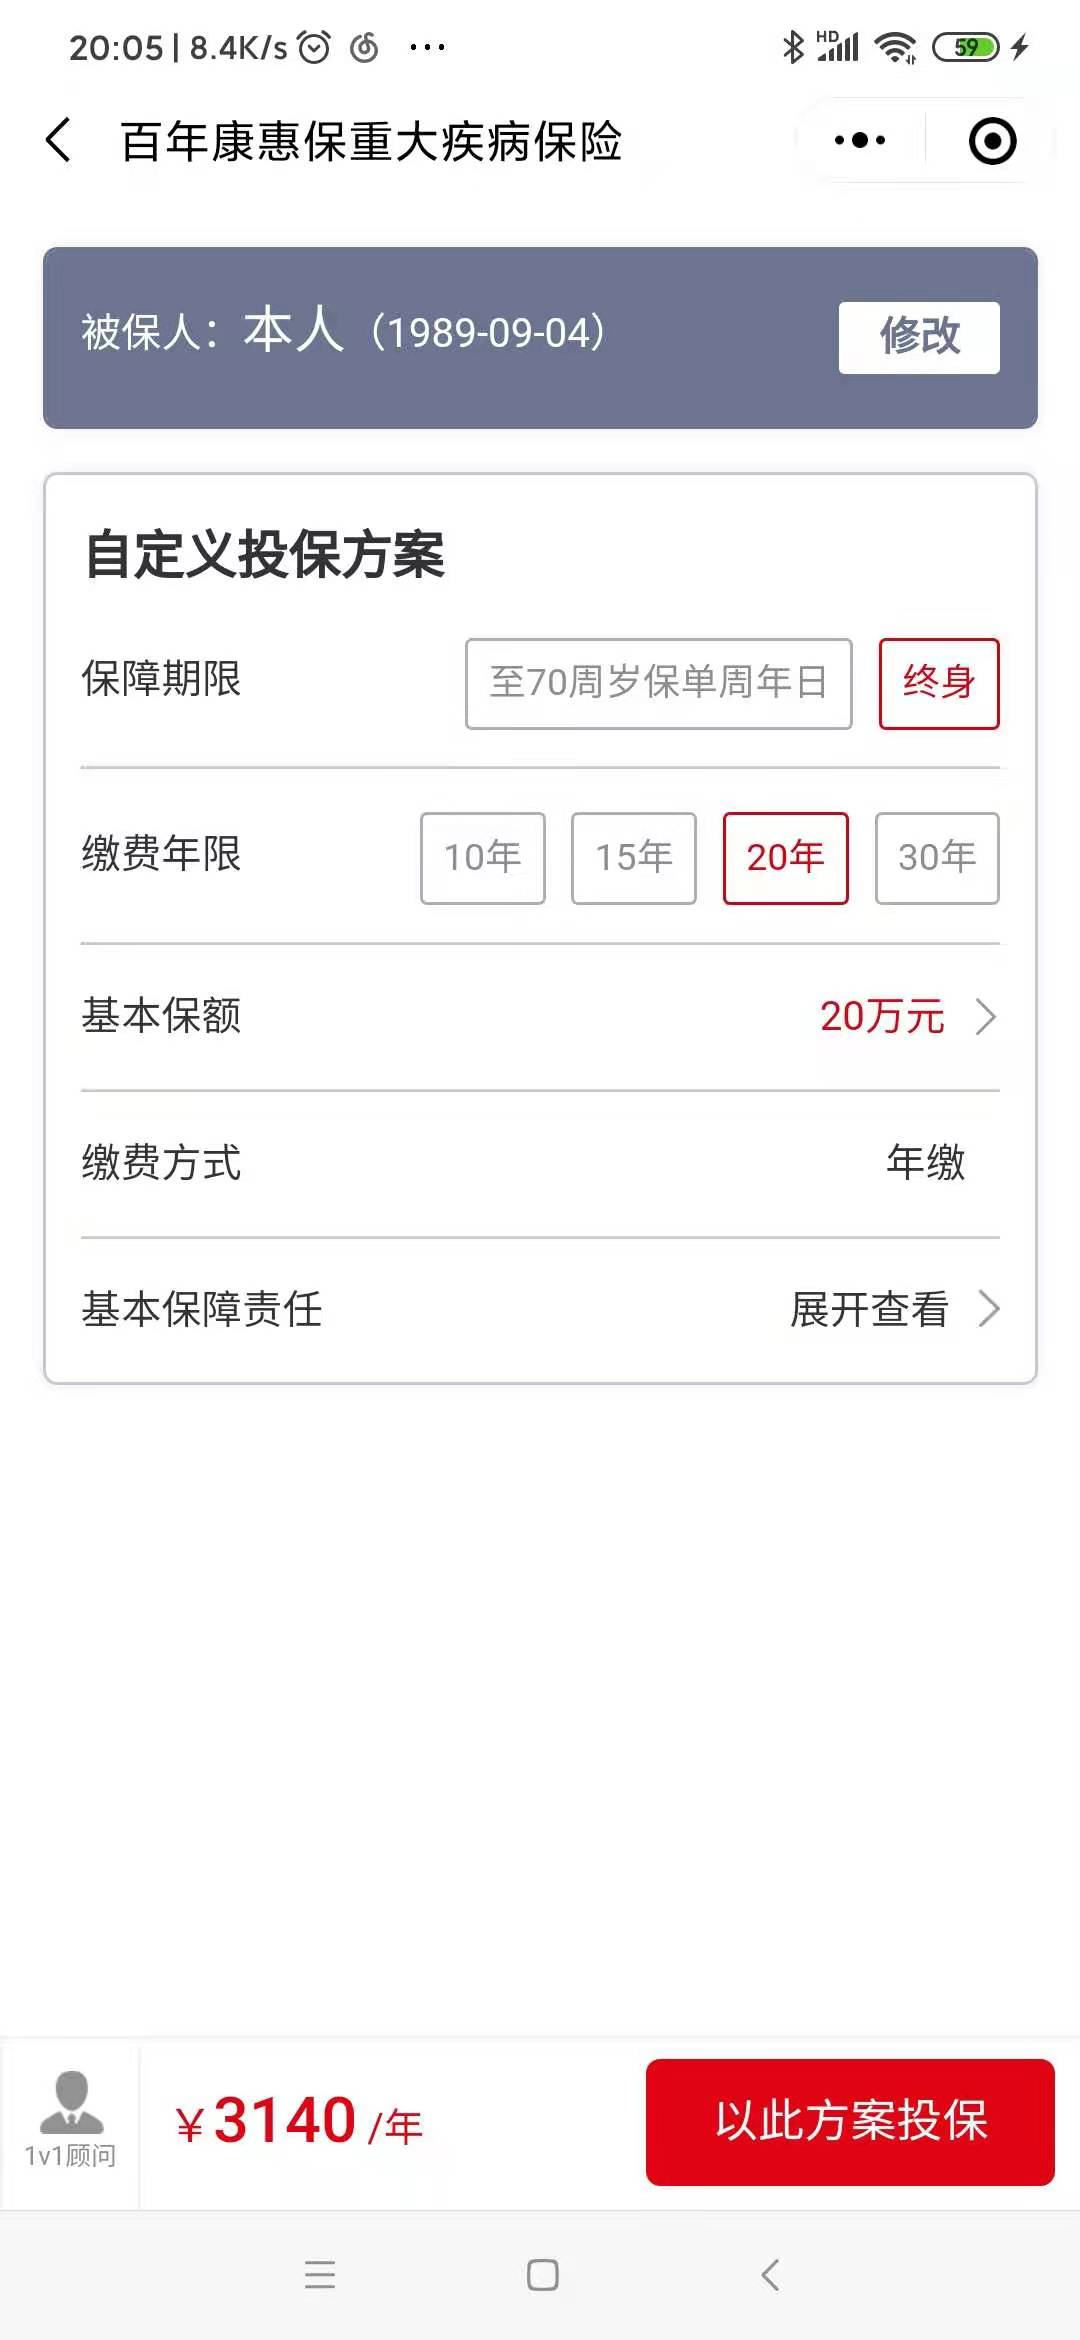 20:05 | 8.4K/s ... HD 59
百年康惠保重大疾病保险
被保人：本人（1989-09-04） 修改
自定义投保方案
保障期限 至70周岁保单周年日 终身
缴费年限 10年 15年 20年 30年
基本保额 20万元
缴费方式 年缴
基本保障责任 展开查看
1v1顾问 ￥3140 /年 以此方案投保